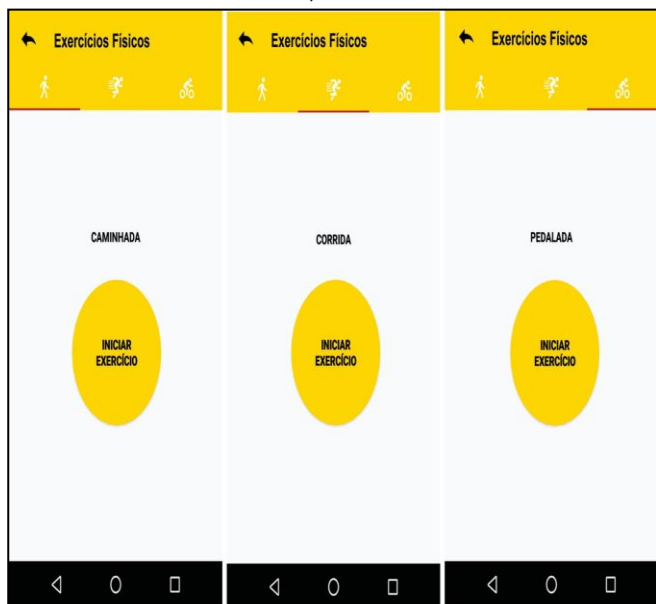 Exercícios Físicos
CAMINHADA
INICIAR
EXERCÍCIO
Exercícios Físicos
CORRIDA
INICIAR
EXERCÍCIO
Exercícios Físicos
PEDALADA
INICIAR
EXERCÍCIO